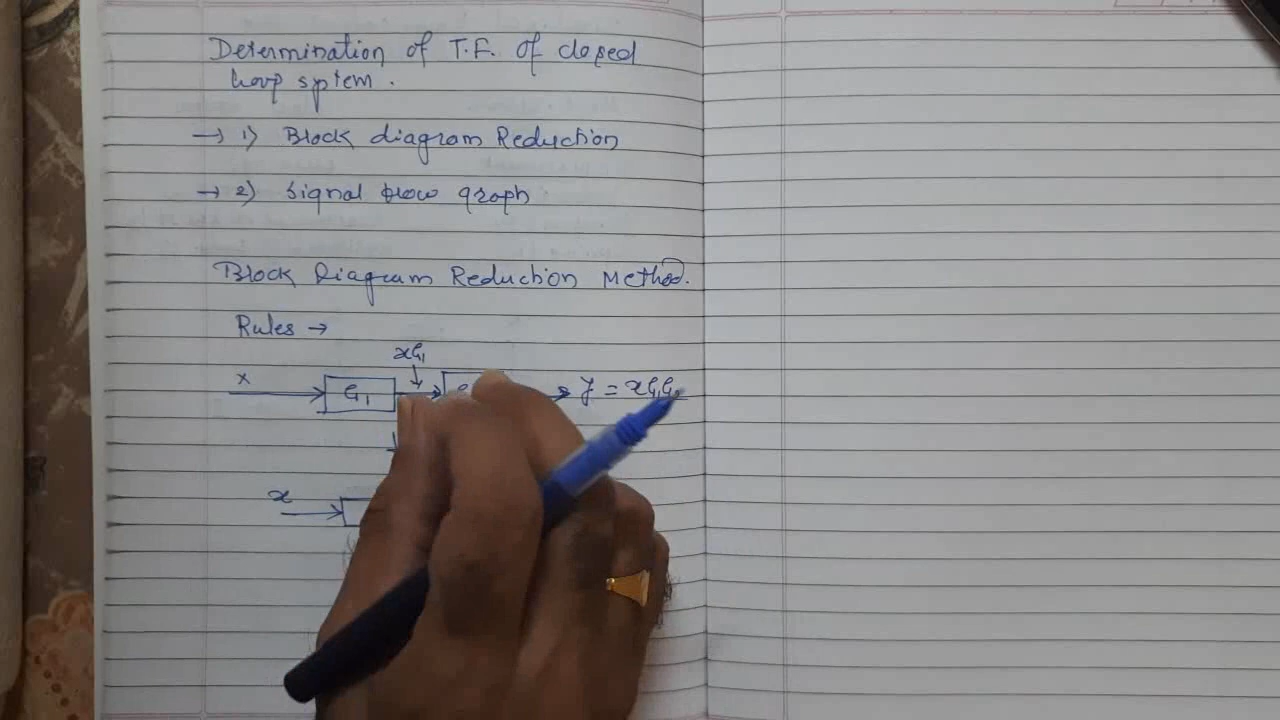 Determination of T.F. of closed
loop system.
→ 1) Block diagram Reduction
→ 2) Signal flow graph
Block Diagram Reduction Method.
Rules →
xG₁
x G₁ y = xG₁G₂
x